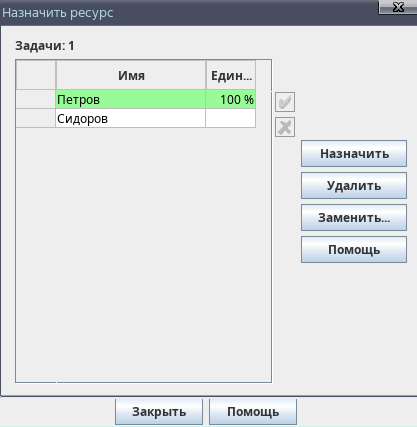 Назначить ресурс
Задачи: 1
Имя Един...
Петров 100 %
Сидоров
Назначить
Удалить
Заменить...
Помощь
Закрыть Помощь